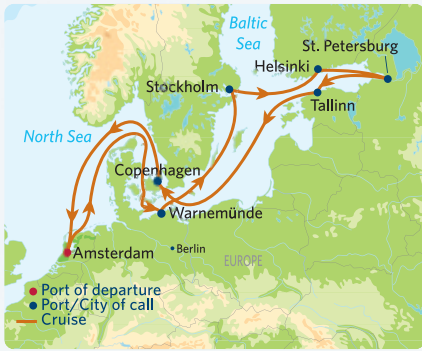 Baltic
Sea
St. Petersburg
Helsinki
Stockholm
Tallinn
North Sea
Copenhagen
Warnemünde
Berlin
Amsterdam
EUROPE
Port of departure
Port/City of call
Cruise